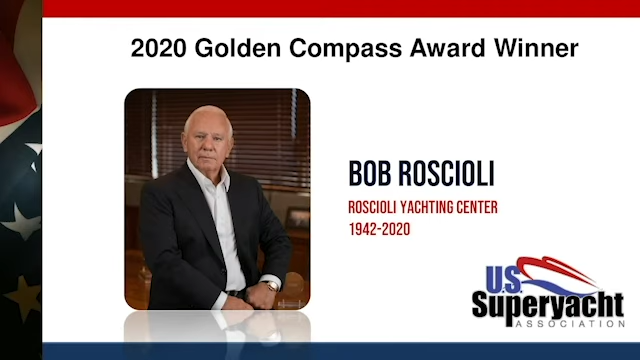 2020 Golden Compass Award Winner
BOB ROSCIOLI
ROSCIOLI YACHTING CENTER
1942-2020
U.S.
Superyacht
ASSOCIATION